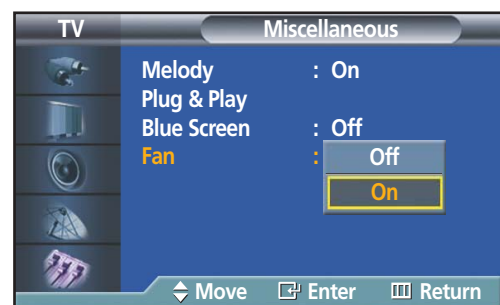 TV Miscellaneous
Melody : On
Plug & Play
Blue Screen : Off
Fan : Off
On
Move Enter Return